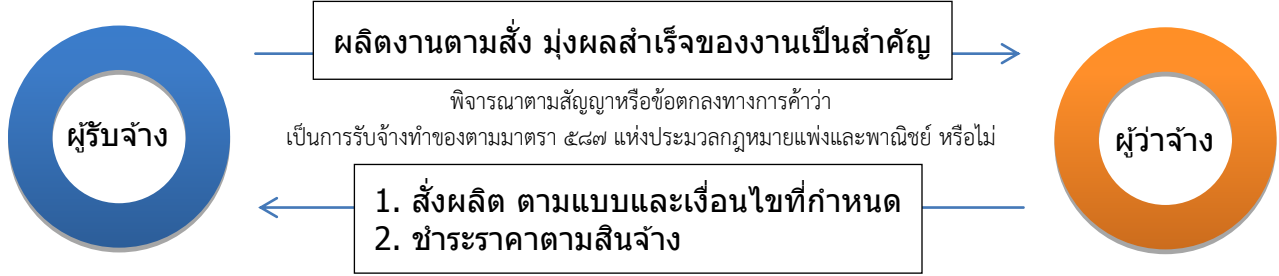 ผลิตงานตามสั่ง มุ่งผลสำเร็จของงานเป็นสำคัญ
พิจารณาตามสัญญาหรือข้อตกลงทางการค้าว่า
ผู้รับจ้าง
เป็นการรับจ้างทำของตามมาตรา ๕๘๗ แห่งประมวลกฎหมายแพ่งและพาณิชย์ หรือไม่
ผู้ว่าจ้าง
1. สั่งผลิต ตามแบบและเงื่อนไขที่กำหนด
2. ชำระราคาตามสินจ้าง